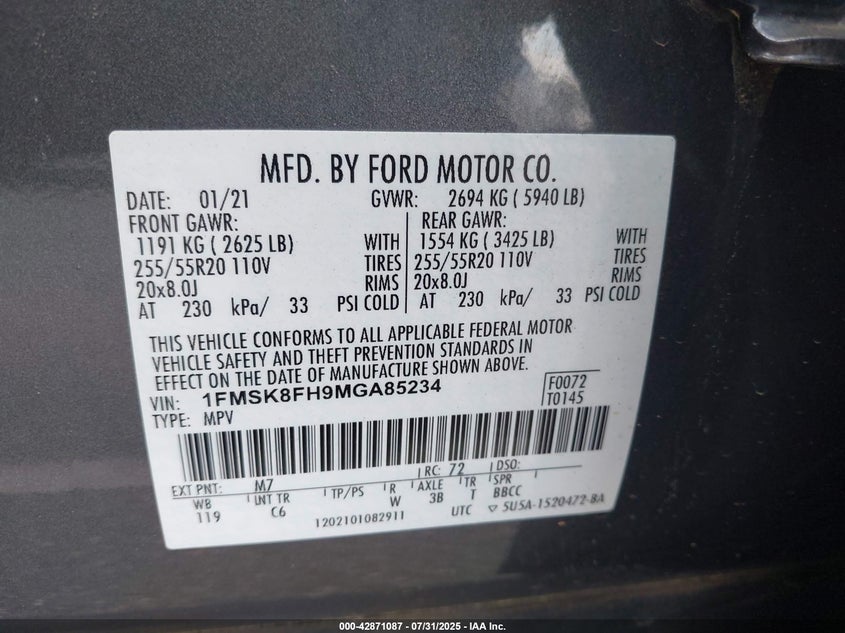 MFD. BY FORD MOTOR CO.
DATE: 01/21 GVWR: 2694 KG ( 5940 LB)
FRONT GAWR: REAR GAWR:
1191 KG ( 2625 LB) WITH 1554 KG ( 3425 LB) WITH
255/55R20 110V TIRES 255/55R20 110V TIRES
20x8.0J RIMS 20x8.0J RIMS
AT 230 kPa/ 33 PSI COLD AT 230 kPa/ 33 PSI COLD
THIS VEHICLE CONFORMS TO ALL APPLICABLE FEDERAL MOTOR
VEHICLE SAFETY AND THEFT PREVENTION STANDARDS IN
EFFECT ON THE DATE OF MANUFACTURE SHOWN ABOVE.
VIN: 1FMSK8FH9MGA85234 F0072
TYPE: MPV T0145
EXT PNT: M7 RC: 72 DSO:
WB INT TR TP/PS R AXLE TR SPR
119 C6 W 3B T BBCC
1202101082911 UTC ▽ 5U5A-1520472-BA
000-42871087 - 07/31/2025 - IAA Inc.